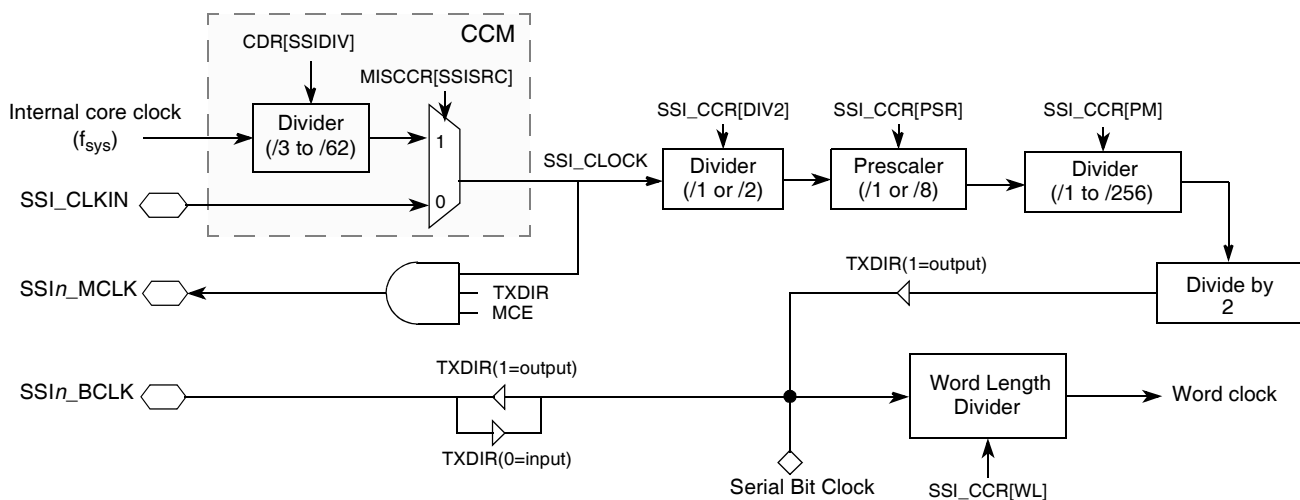 CCM
CDR[SSIDIV]
MISCCR[SSISRC]
Internal core clock
(fsys)
Divider
(/3 to /62)
1
0
SSI_CLKIN
SSI_CLOCK
SSI_CCR[DIV2]
Divider
(/1 or /2)
SSI_CCR[PSR]
Prescaler
(/1 or /8)
SSI_CCR[PM]
Divider
(/1 to /256)
SSIn_MCLK
TXDIR
MCE
TXDIR(1=output)
Divide by
2
SSIn_BCLK
TXDIR(1=output)
TXDIR(0=input)
Word Length
Divider
Word clock
Serial Bit Clock
SSI_CCR[WL]